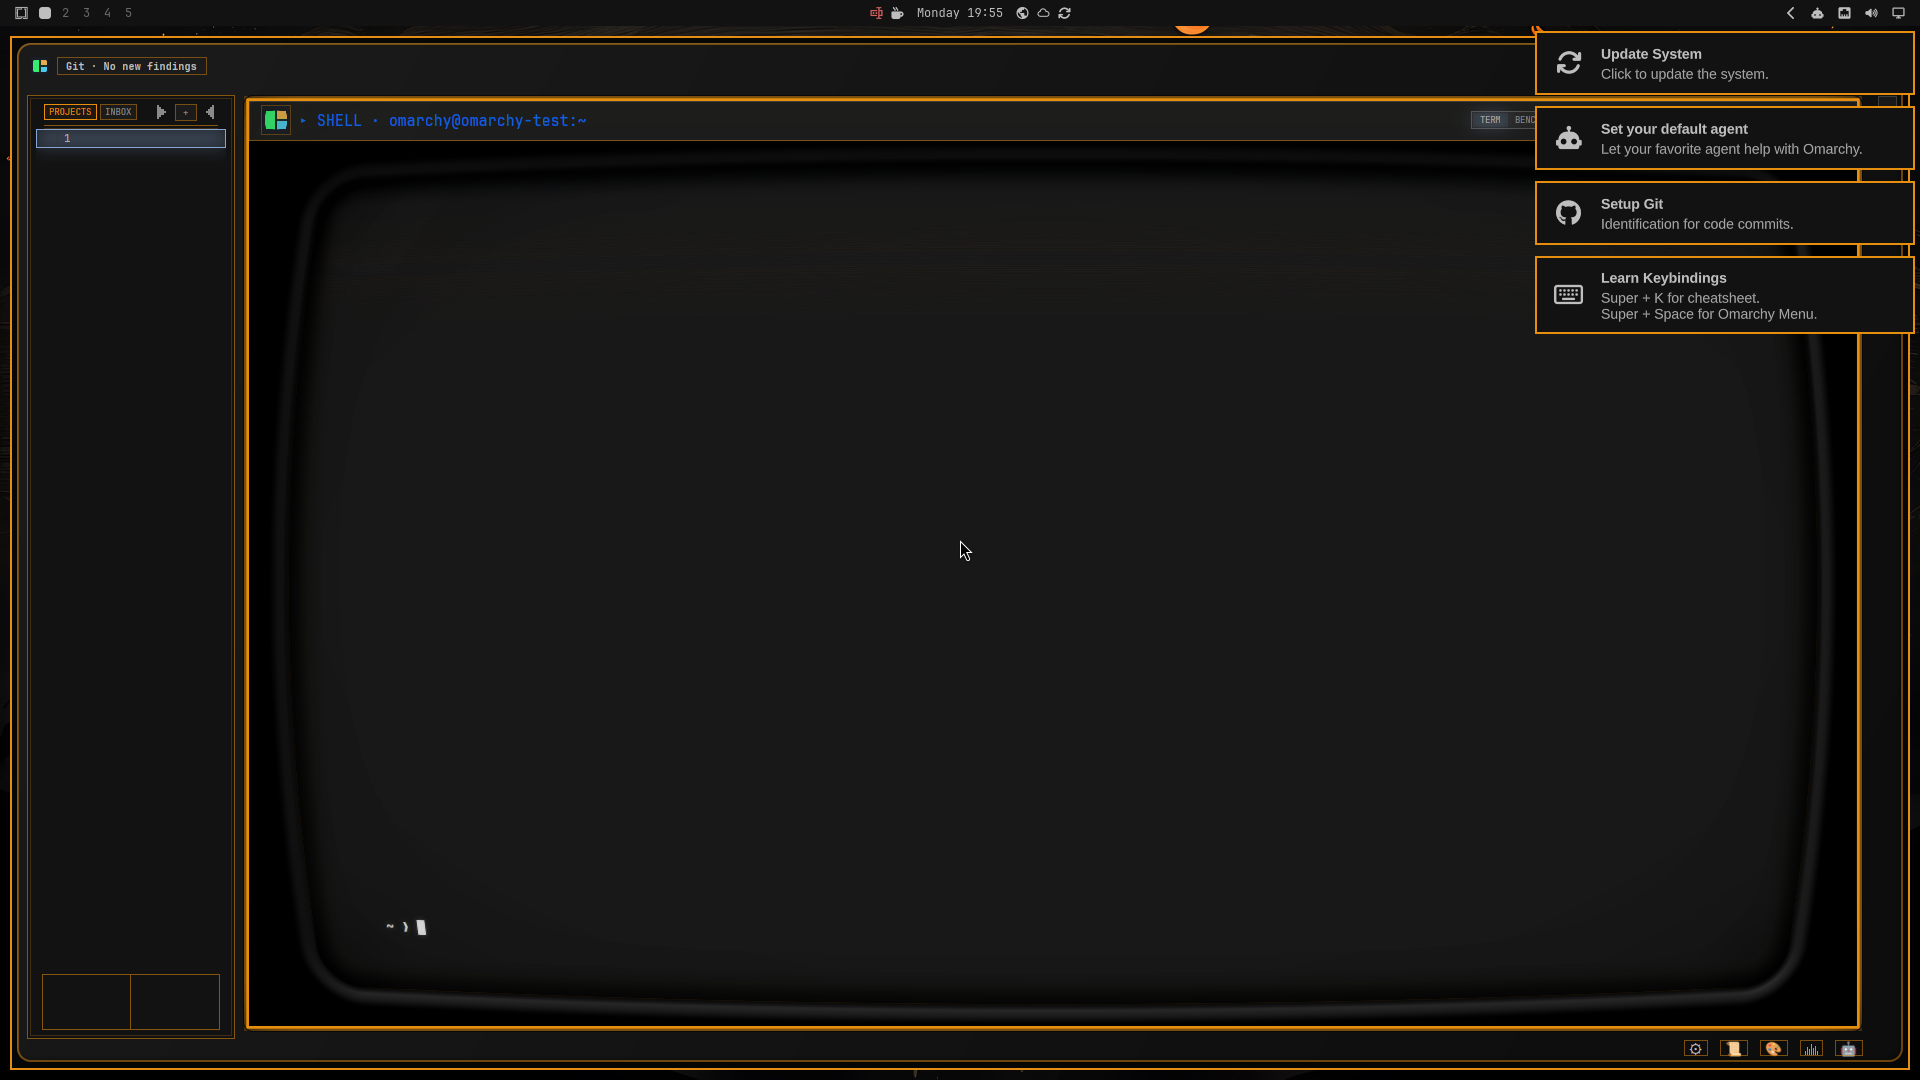 2 3 4 5
Monday 19:55
Git · No new findings
PROJECTS INBOX +
1
▸ SHELL · omarchy@omarchy-test:~
TERM
Update System
Click to update the system.
Set your default agent
Let your favorite agent help with Omarchy.
Setup Git
Identification for code commits.
Learn Keybindings
Super + K for cheatsheet.
Super + Space for Omarchy Menu.
~ ❯